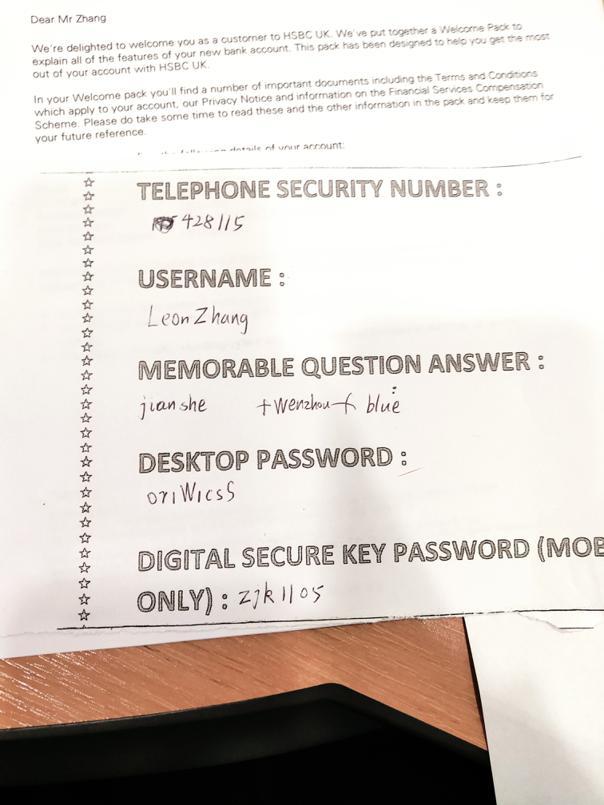 Dear Mr Zhang
We're delighted to welcome you as a customer to HSBC UK. We've put together a Welcome Pack to
explain all of the features of your new bank account. This pack has been designed to help you get the most
out of your account with HSBC UK.
In your Welcome pack you'll find a number of important documents including the Terms and Conditions
which apply to your account, our Privacy Notice and information on the Financial Services Compensation
Scheme. Please do take some time to read these and the other information in the pack and keep them for
your future reference.
details of your account:
TELEPHONE SECURITY NUMBER :
428115
USERNAME :
LeonZhang
MEMORABLE QUESTION ANSWER :
jianshe wenzhou blue
DESKTOP PASSWORD :
DIGITAL SECURE KEY PASSWORD (MOB
ONLY) : zjk1105